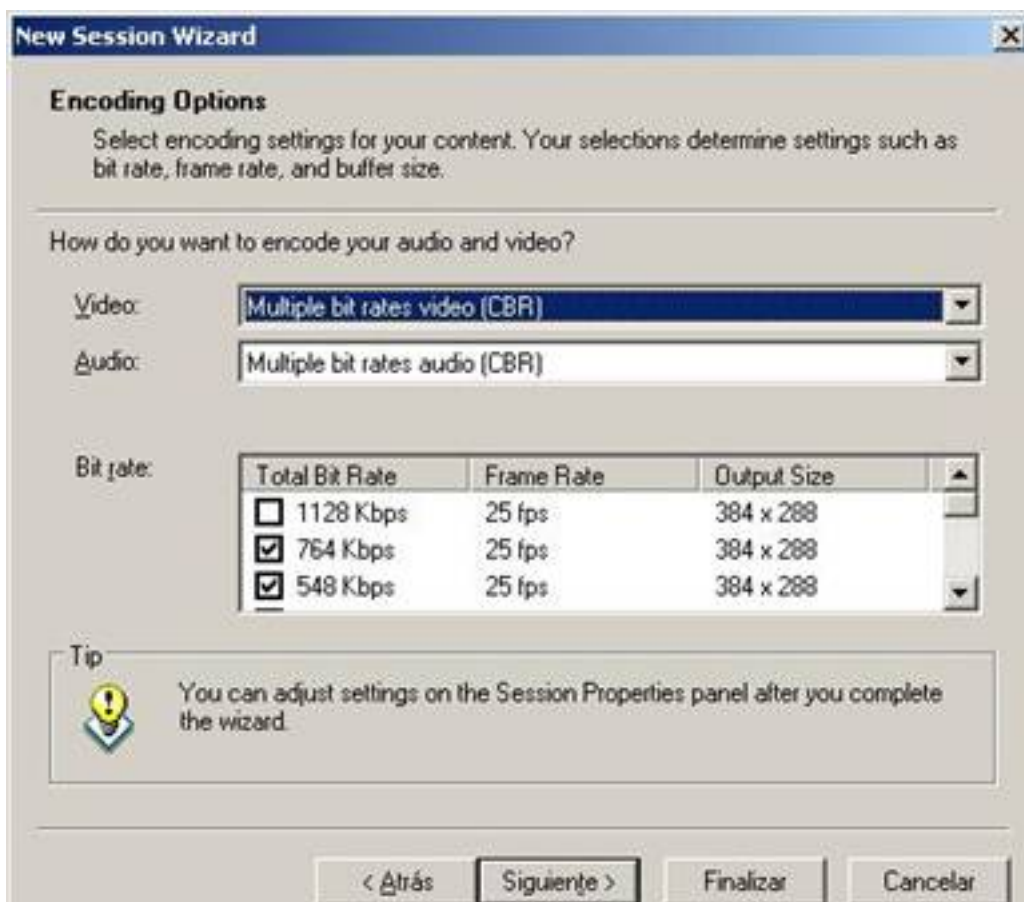 New Session Wizard
Encoding Options
Select encoding settings for your content. Your selections determine settings such as
bit rate, frame rate, and buffer size.
How do you want to encode your audio and video?
Video: Multiple bit rates video (CBR)
Audio: Multiple bit rates audio (CBR)
Bit rate: Total Bit Rate Frame Rate Output Size
1128 Kbps 25 fps 384 x 288
764 Kbps 25 fps 384 x 288
548 Kbps 25 fps 384 x 288
Tip
You can adjust settings on the Session Properties panel after you complete
the wizard.
< Atrás Siguiente > Finalizar Cancelar